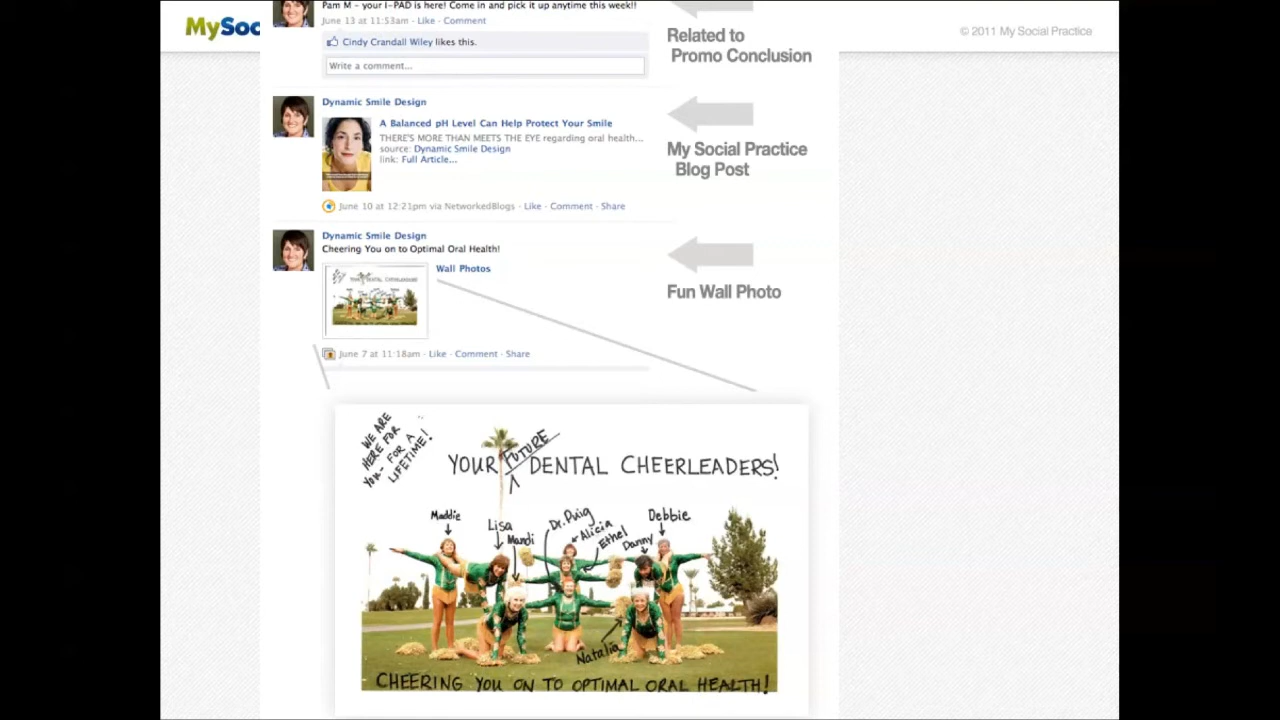 Pam M - your I-PAD is here! Come in and pick it up anytime this week!!
June 13 at 11:53am · Like · Comment
Cindy Crandall Wiley likes this.
Write a comment...
MySoc
© 2011 My Social Practice
Related to
Promo Conclusion
Dynamic Smile Design
A Balanced pH Level Can Help Protect Your Smile
THERE'S MORE THAN MEETS THE EYE regarding oral health...
source: Dynamic Smile Design
link: Full Article...
June 10 at 12:21pm via NetworkedBlogs · Like · Comment · Share
My Social Practice
Blog Post
Dynamic Smile Design
Cheering You on to Optimal Oral Health!
Wall Photos
June 7 at 11:18am · Like · Comment · Share
Fun Wall Photo
WE ARE
HERE FOR
YOU - FOR A
LIFETIME!
YOUR FUTURE DENTAL CHEERLEADERS!
Maddie
Lisa
Mandi
Dr. Puig
Alicia
Ethel
Danny
Debbie
Natalia
CHEERING YOU ON TO OPTIMAL ORAL HEALTH!